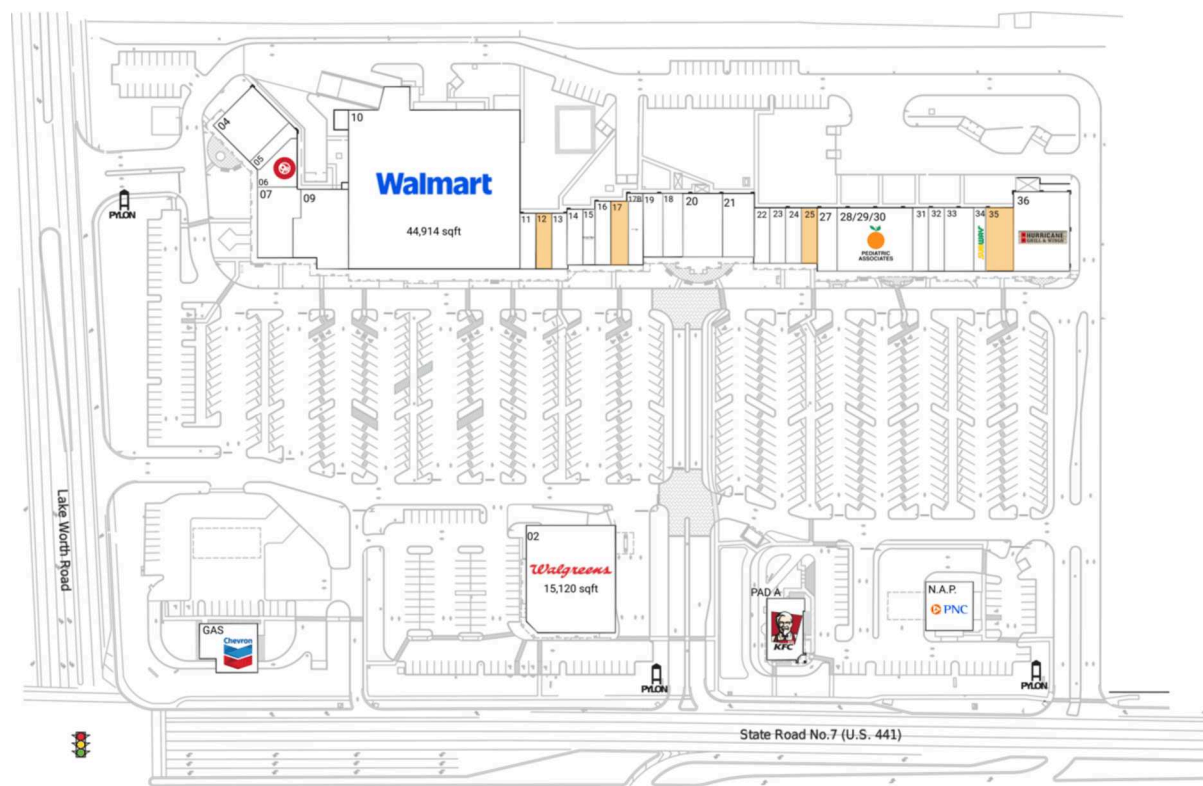 10
04
05
06
07
09
Walmart
44,914 sqft
11
12
13
14
15
16
17
17B
19
18
20
21
22
23
24
25
27
28/29/30
PEDIATRIC
ASSOCIATES
31
32
33
34
SUBWAY
35
36
HURRICANE
GRILL & WINGS
PYLON
Lake Worth Road
02
Walgreens
15,120 sqft
PAD A
KFC
N.A.P.
PNC
GAS
Chevron
PYLON
PYLON
State Road No.7 (U.S. 441)